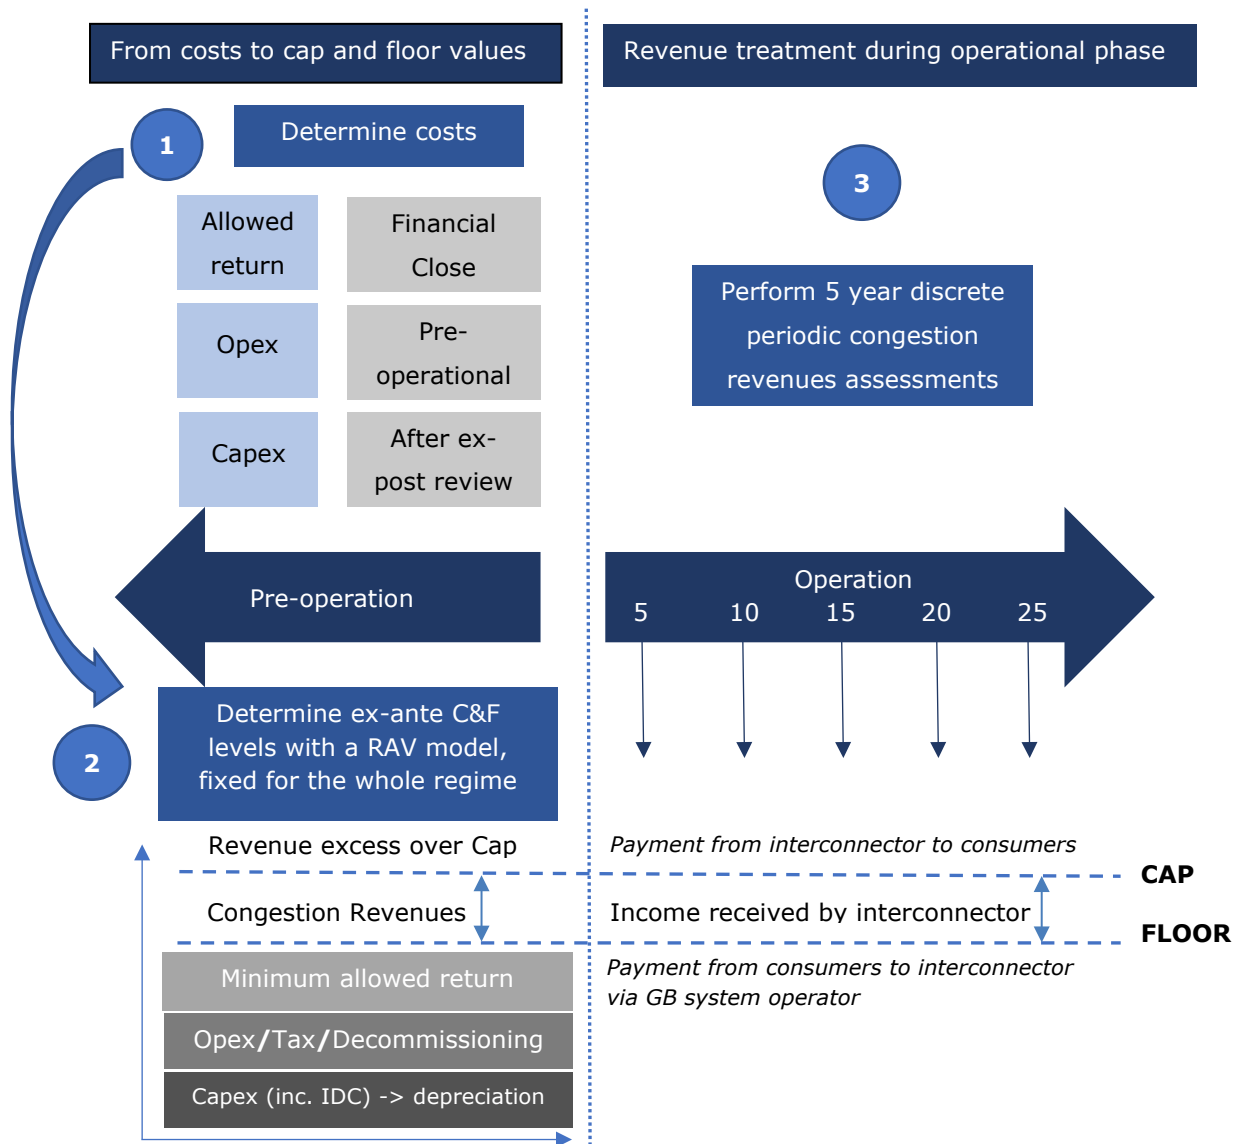 From costs to cap and floor values
Revenue treatment during operational phase
1
Determine costs
3
Allowed
return
Financial
Close
Opex
Pre-
operational
Capex
After ex-
post review
Perform 5 year discrete
periodic congestion
revenues assessments
Pre-operation
Operation
5 10 15 20 25
2
Determine ex-ante C&F
levels with a RAV model,
fixed for the whole regime
Revenue excess over Cap
Payment from interconnector to consumers
CAP
Congestion Revenues
Income received by interconnector
FLOOR
Minimum allowed return
Payment from consumers to interconnector
via GB system operator
Opex/Tax/Decommissioning
Capex (inc. IDC) -> depreciation